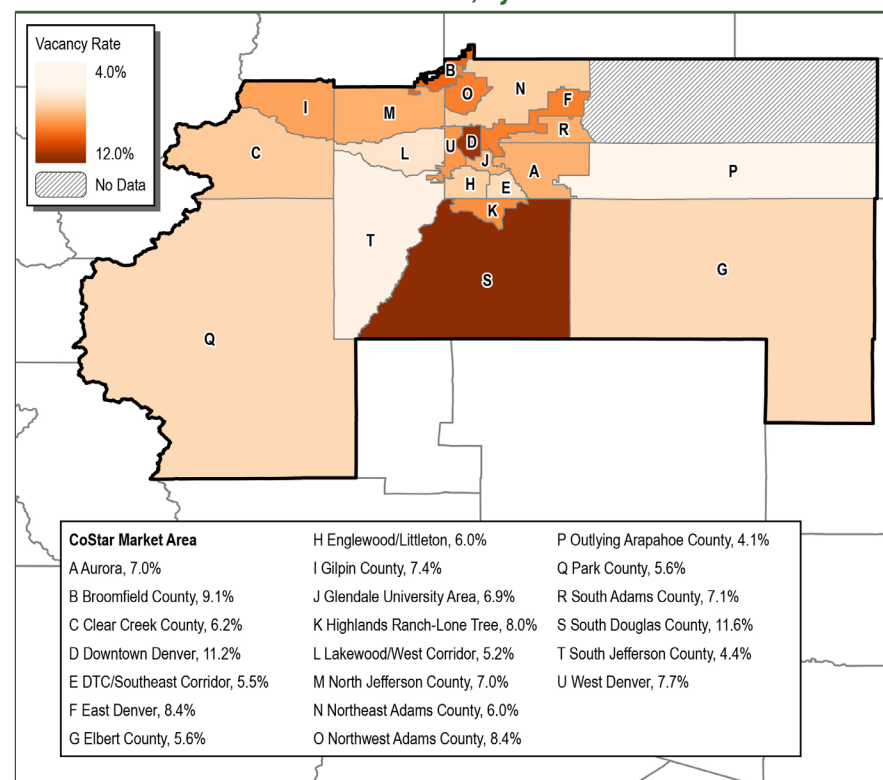 Vacancy Rate
4.0%
12.0%
No Data
B
N
O
F
I
M
R
U
D
C
L
J
A
P
H
E
K
T
G
S
Q
CoStar Market Area
A Aurora, 7.0%
B Broomfield County, 9.1%
C Clear Creek County, 6.2%
D Downtown Denver, 11.2%
E DTC/Southeast Corridor, 5.5%
F East Denver, 8.4%
G Elbert County, 5.6%
H Englewood/Littleton, 6.0%
I Gilpin County, 7.4%
J Glendale University Area, 6.9%
K Highlands Ranch-Lone Tree, 8.0%
L Lakewood/West Corridor, 5.2%
M North Jefferson County, 7.0%
N Northeast Adams County, 6.0%
O Northwest Adams County, 8.4%
P Outlying Arapahoe County, 4.1%
Q Park County, 5.6%
R South Adams County, 7.1%
S South Douglas County, 11.6%
T South Jefferson County, 4.4%
U West Denver, 7.7%